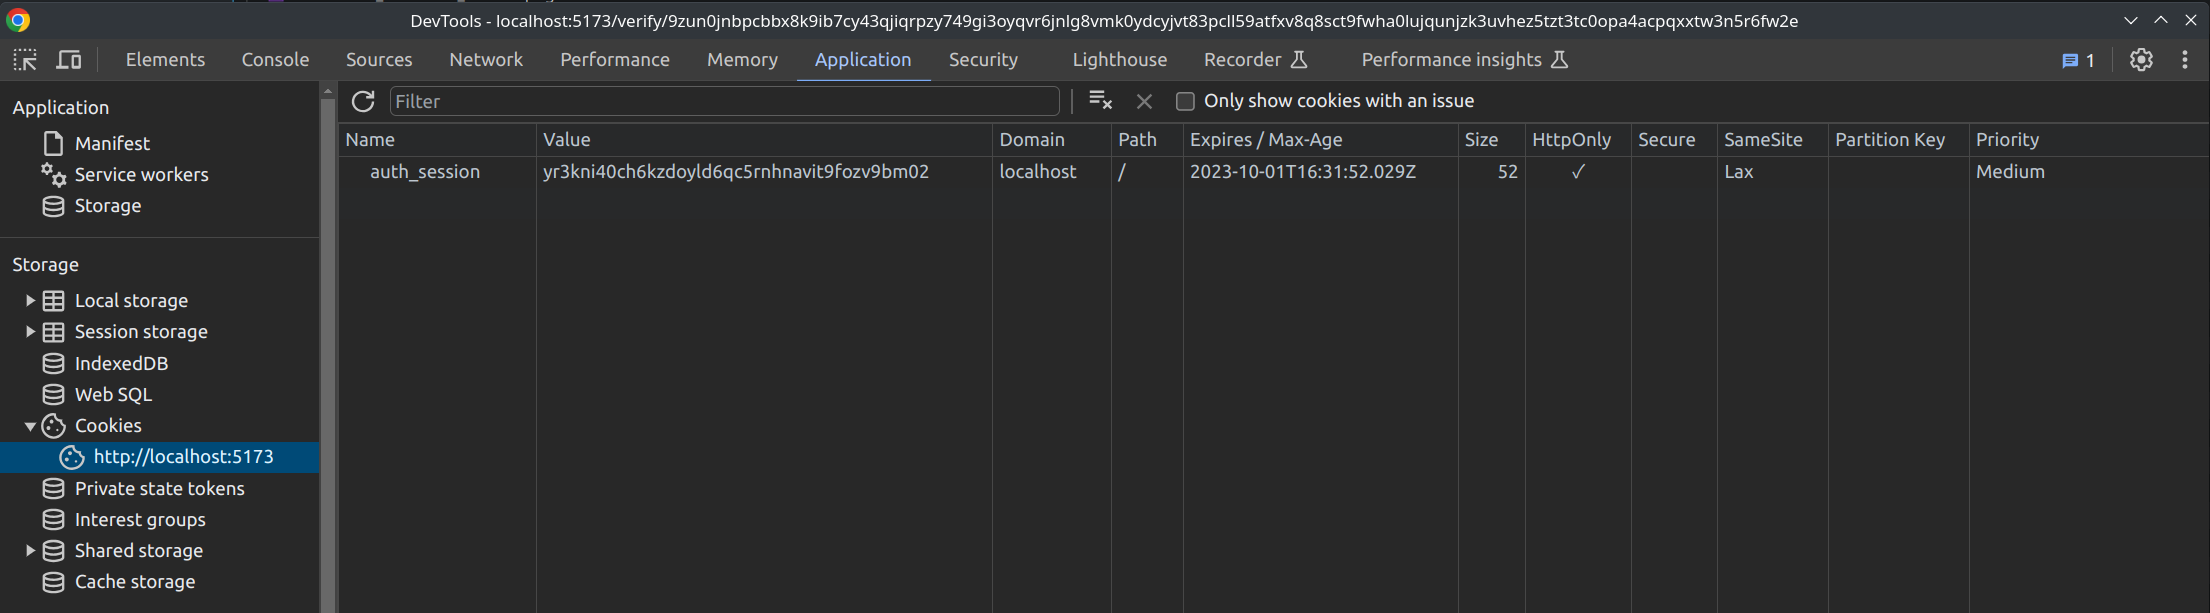 DevTools - localhost:5173/verify/9zun0jnbpcbbx8k9ib7cy43qjiqrpzy749gi3oyqvr6jnlg8vmk0ydcyjvt83pcll59atfxv8q8sct9fwha0lujqunjzk3uvhez5tzt3tc0opa4acpqxxtw3n5r6fw2e
Elements Console Sources Network Performance Memory Application Security Lighthouse Recorder Performance insights 1
Application
Manifest
Service workers
Storage
Storage
Local storage
Session storage
IndexedDB
Web SQL
Cookies
http://localhost:5173
Private state tokens
Interest groups
Shared storage
Cache storage
Filter Only show cookies with an issue
Name Value Domain Path Expires / Max-Age Size HttpOnly Secure SameSite Partition Key Priority
auth_session yr3kni40ch6kzdoyld6qc5rnhnavit9fozv9bm02 localhost / 2023-10-01T16:31:52.029Z 52 ✓ Lax Medium